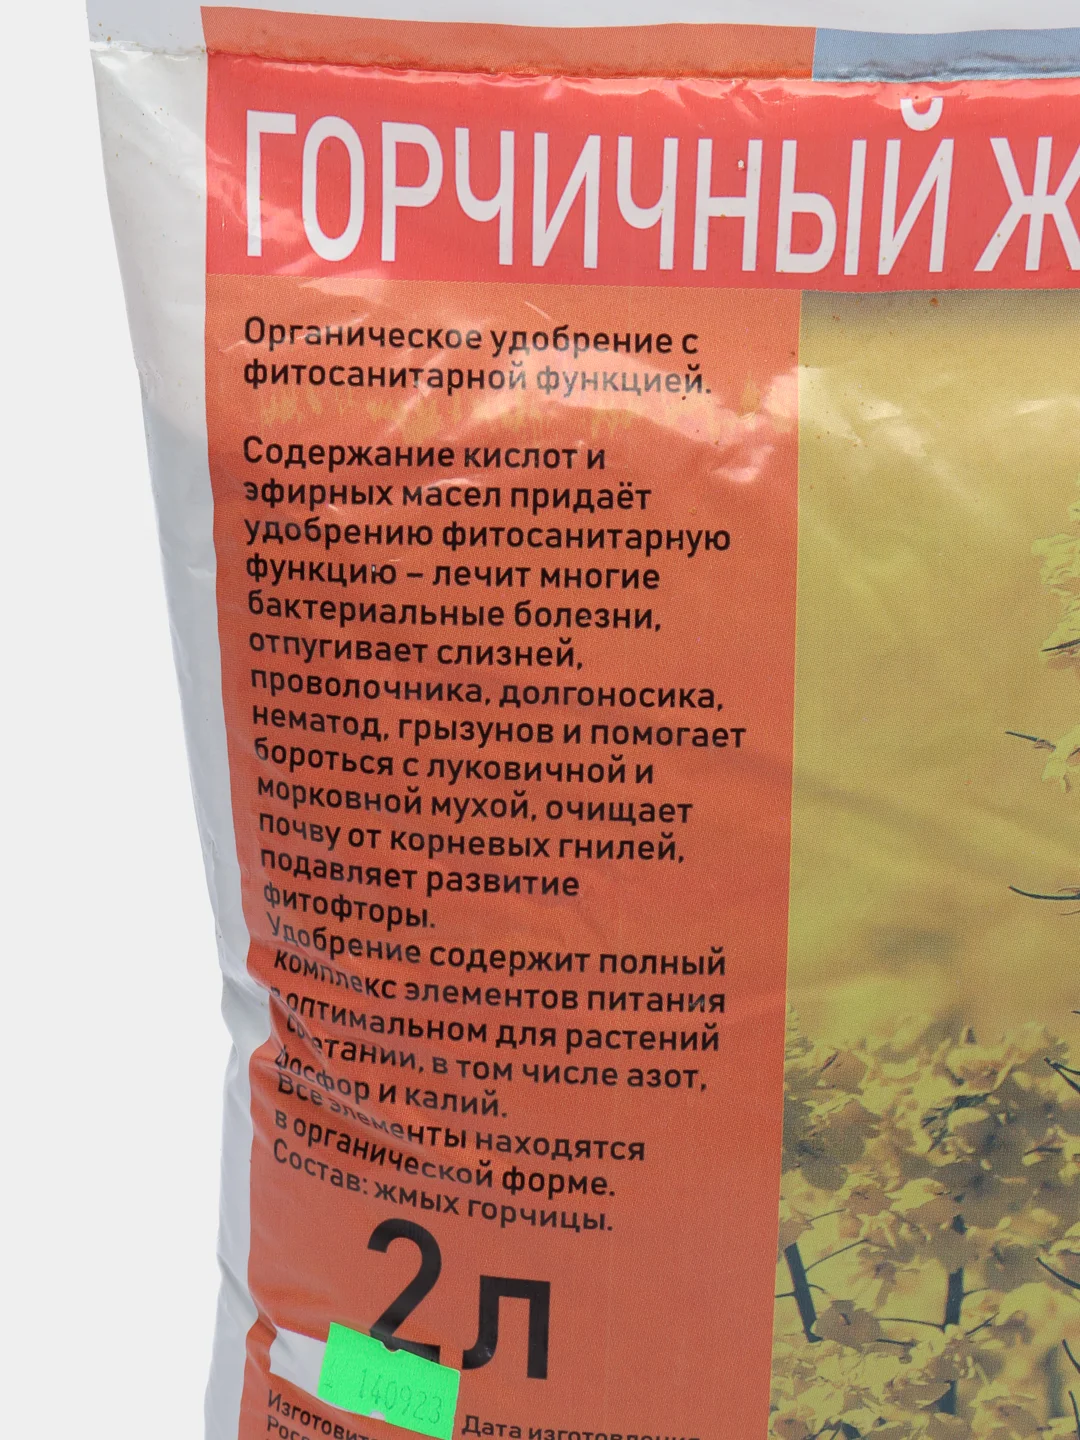 ГОРЧИЧНЫЙ Ж
Органическое удобрение с
фитосанитарной функцией.
Содержание кислот и
эфирных масел придаёт
удобрению фитосанитарную
функцию – лечит многие
бактериальные болезни,
отпугивает слизней,
проволочника, долгоносика,
нематод, грызунов и помогает
бороться с луковичной и
морковной мухой, очищает
почву от корневых гнилей,
подавляет развитие
фитофторы.
Удобрение содержит полный
комплекс элементов питания
в оптимальном для растений
сочетании, в том числе азот,
фосфор и калий.
Все элементы находятся
в органической форме.
Состав: жмых горчицы.
2 л
140923
Дата изготовления